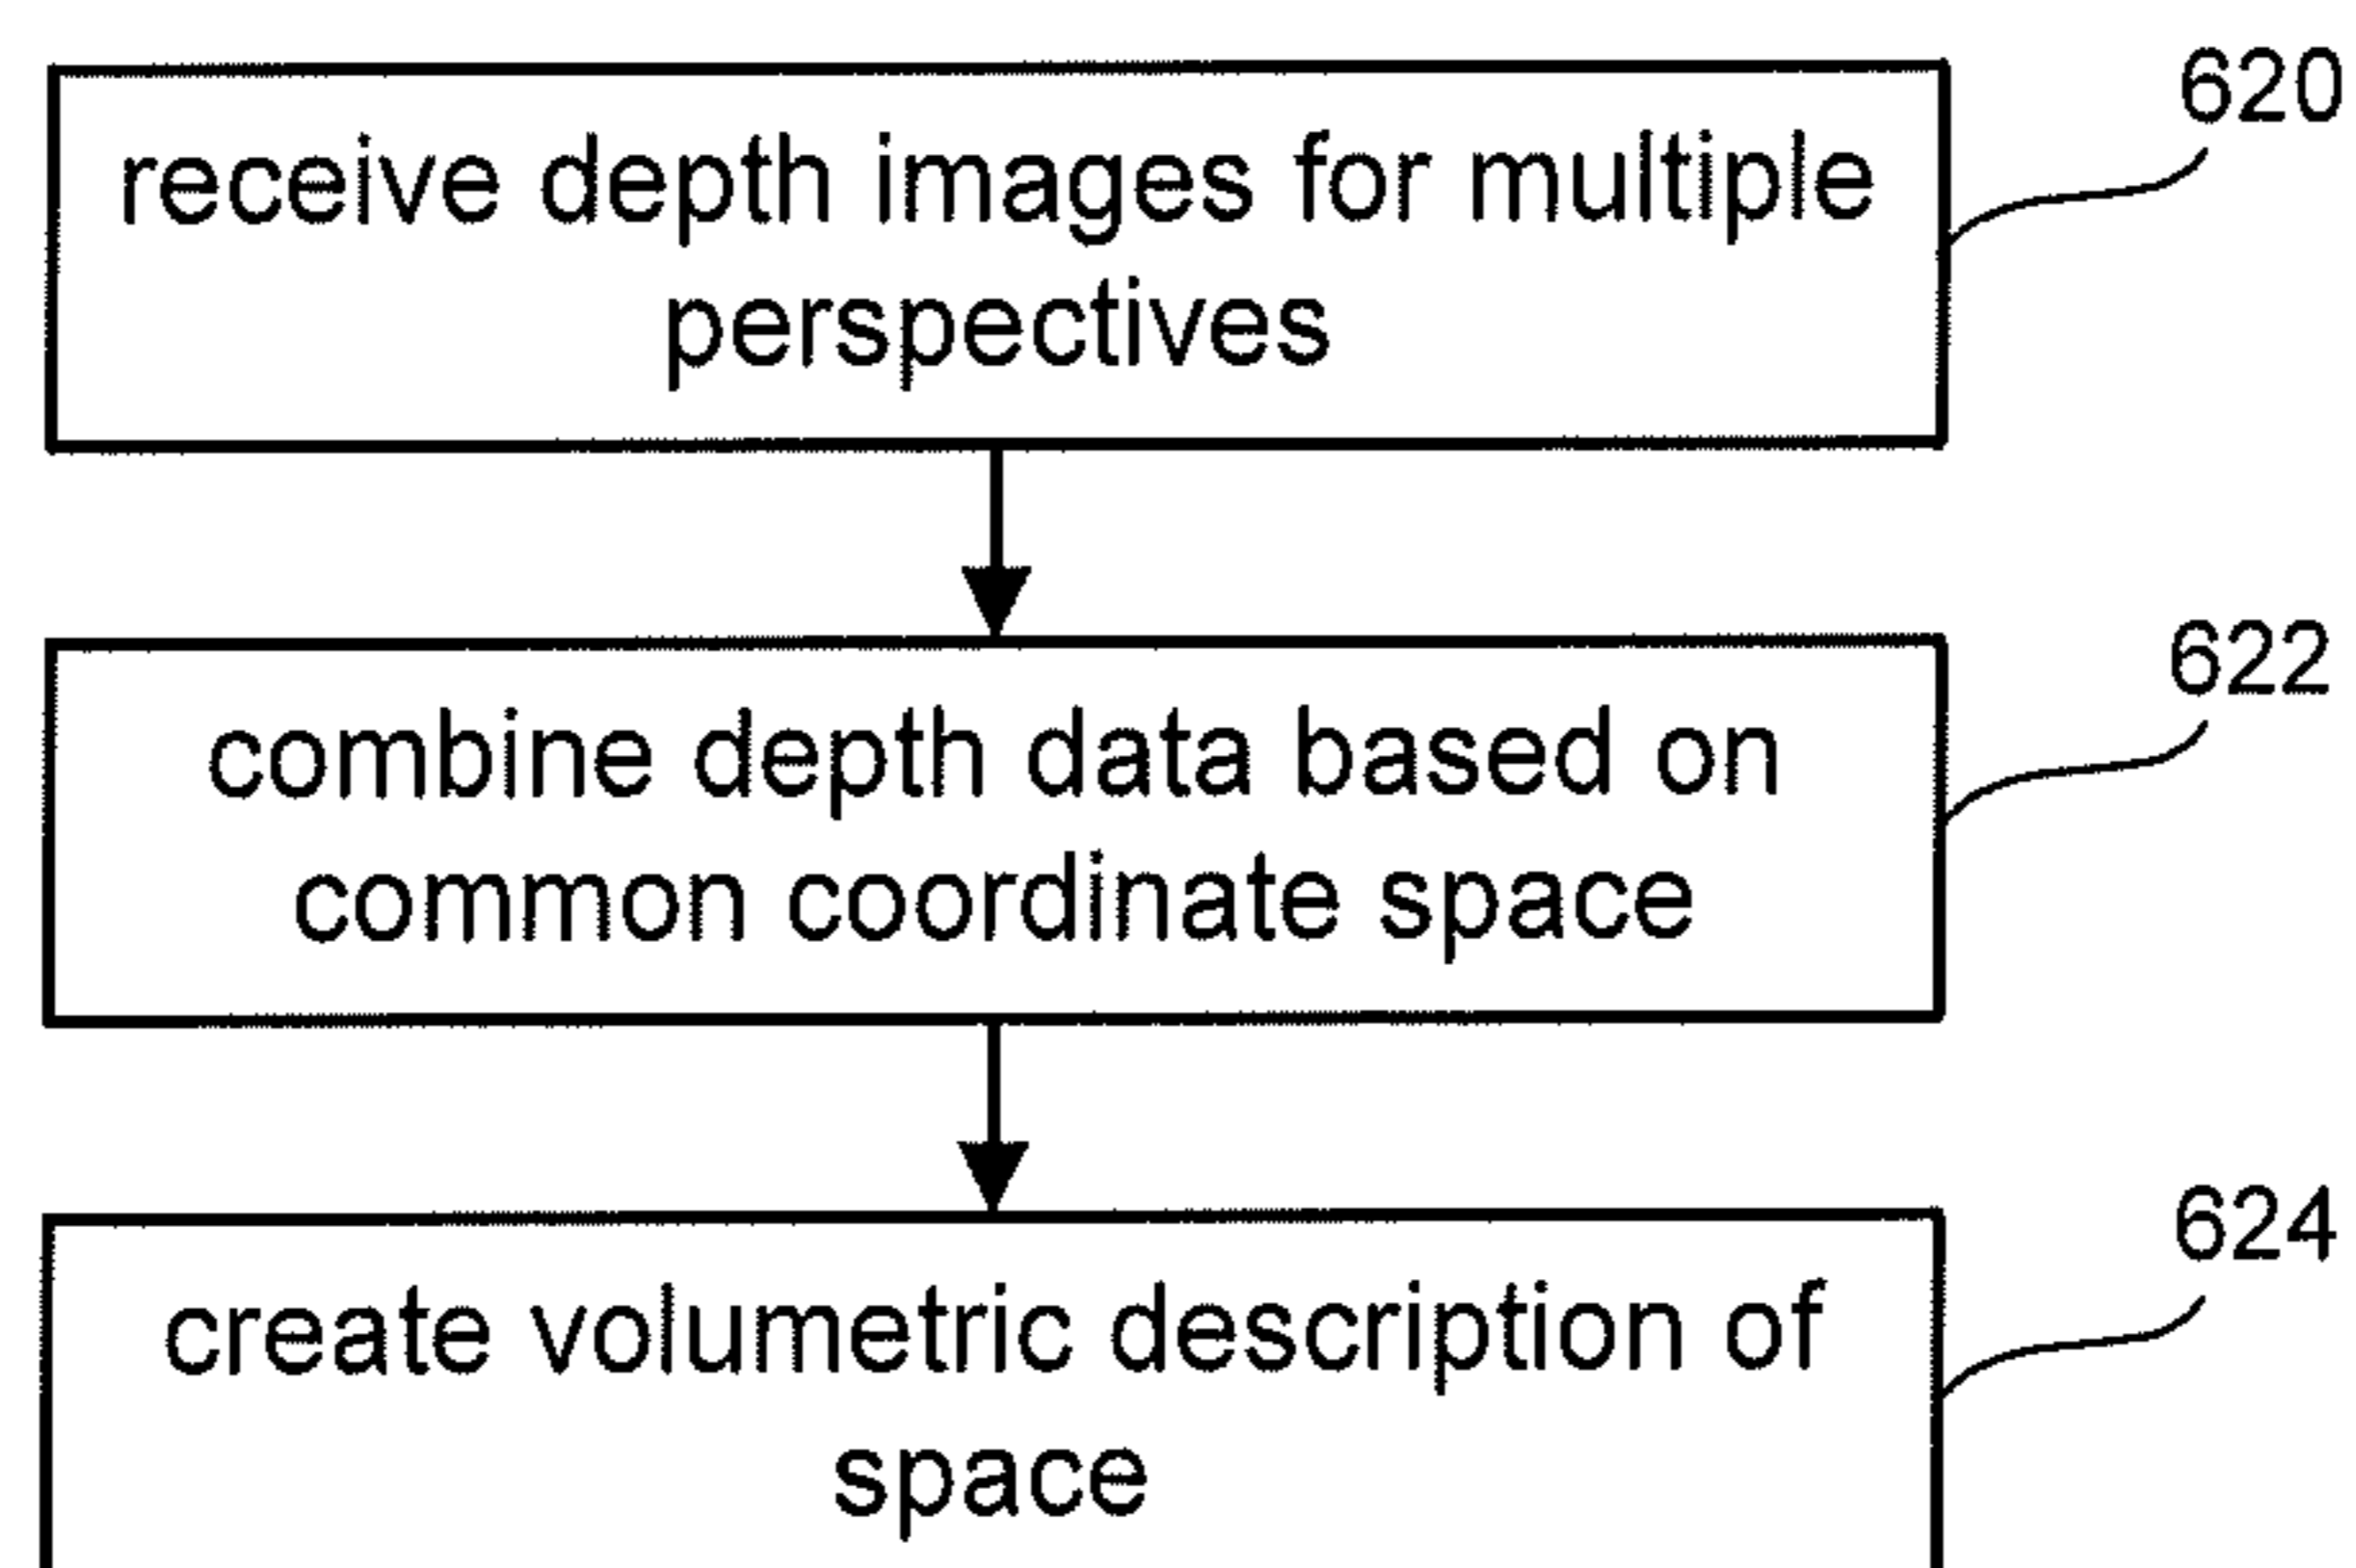 620
receive depth images for multiple
perspectives
622
combine depth data based on
common coordinate space
624
create volumetric description of
space